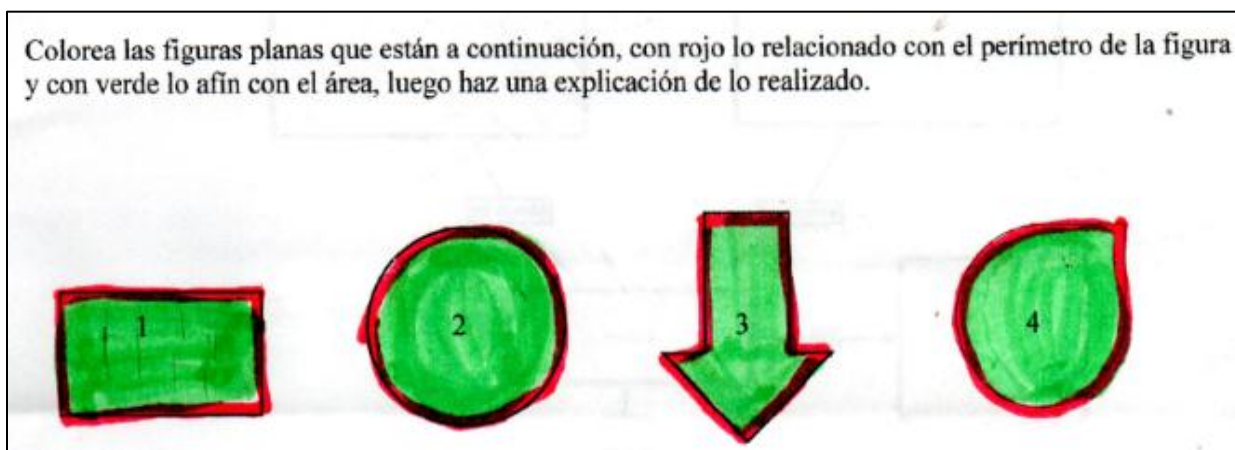 Colorea las figuras planas que están a continuación, con rojo lo relacionado con el perímetro de la figura
y con verde lo afín con el área, luego haz una explicación de lo realizado.
1 2 3 4